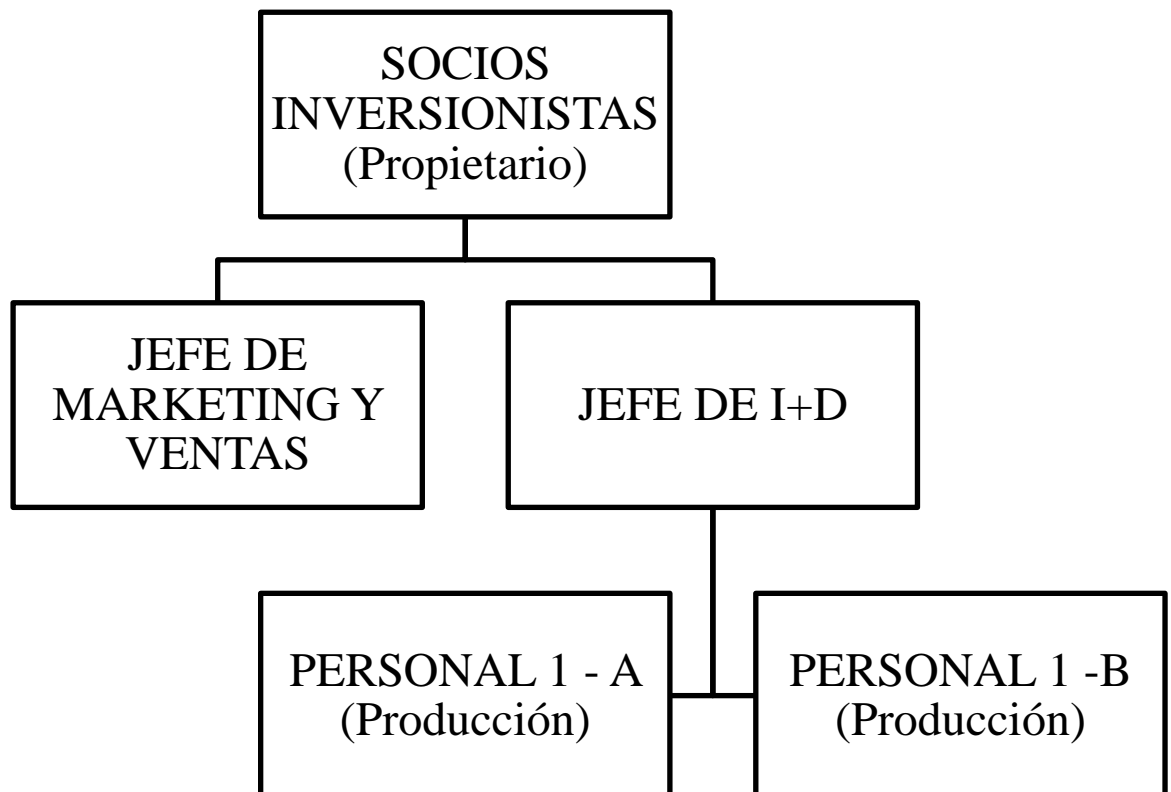 SOCIOS
INVERSIONISTAS
(Propietario)
JEFE DE
MARKETING Y
VENTAS
JEFE DE I+D
PERSONAL 1 - A
(Producción)
PERSONAL 1 -B
(Producción)